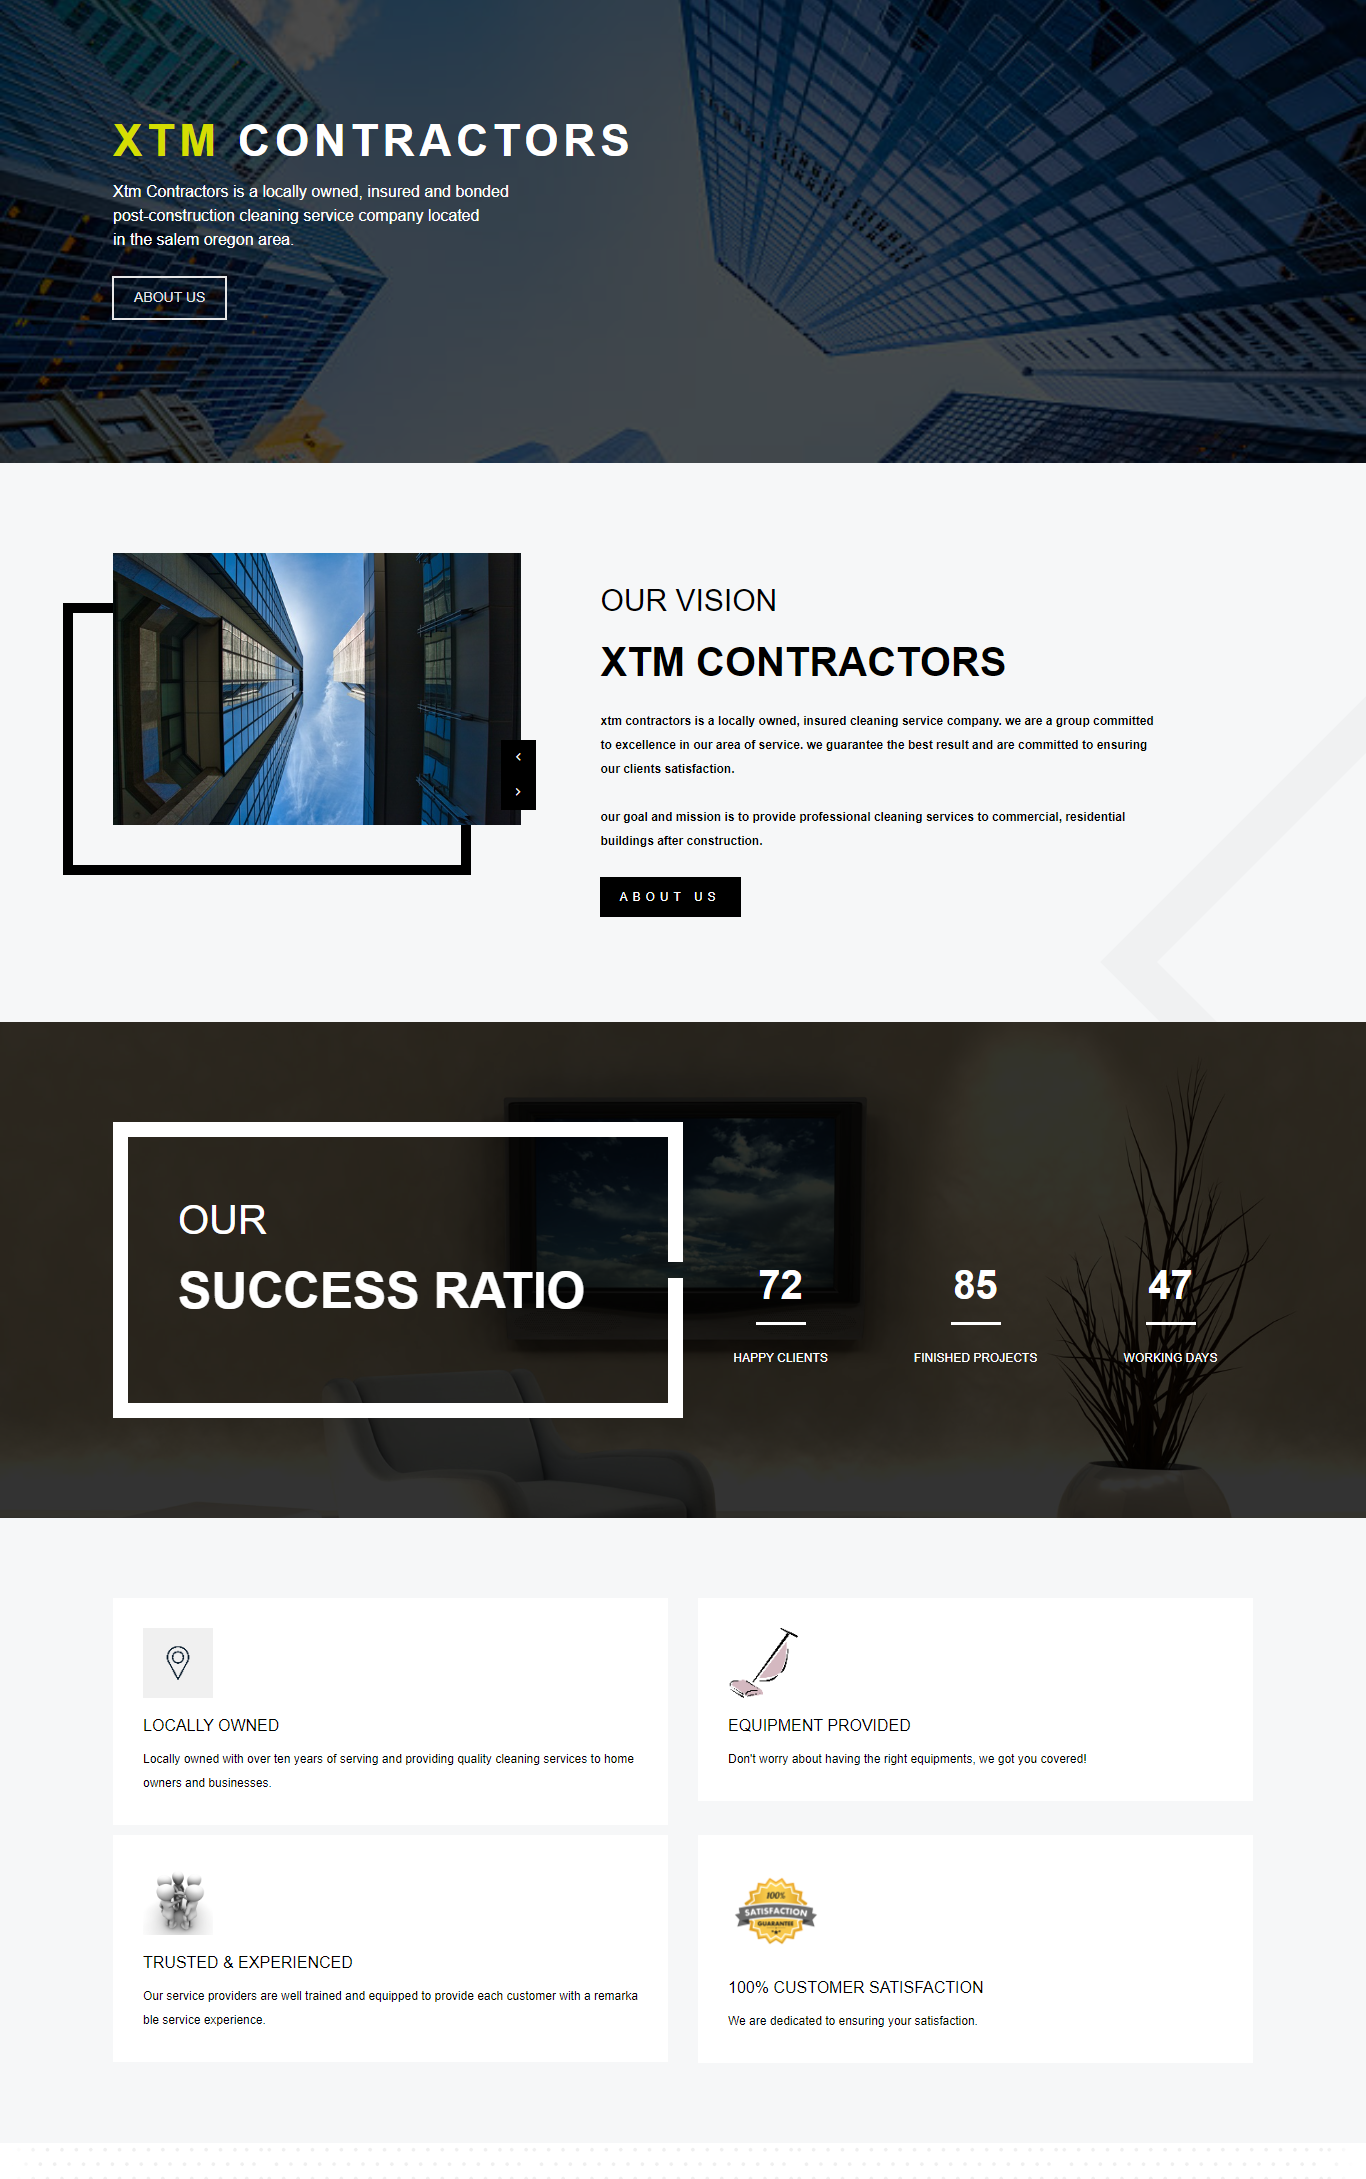 XTM CONTRACTORS
Xtm Contractors is a locally owned, insured and bonded
post-construction cleaning service company located
in the salem oregon area.
ABOUT US
OUR VISION
XTM CONTRACTORS
xtm contractors is a locally owned, insured cleaning service company. we are a group committed
to excellence in our area of service. we guarantee the best result and are committed to ensuring
our clients satisfaction.
our goal and mission is to provide professional cleaning services to commercial, residential
buildings after construction.
ABOUT US
OUR
SUCCESS RATIO
72
HAPPY CLIENTS
85
FINISHED PROJECTS
47
WORKING DAYS
LOCALLY OWNED
Locally owned with over ten years of serving and providing quality cleaning services to home
owners and businesses.
EQUIPMENT PROVIDED
Don't worry about having the right equipments, we got you covered!
TRUSTED & EXPERIENCED
Our service providers are well trained and equipped to provide each customer with a remarka
ble service experience.
100%
SATISFACTION
GUARANTEE
100% CUSTOMER SATISFACTION
We are dedicated to ensuring your satisfaction.